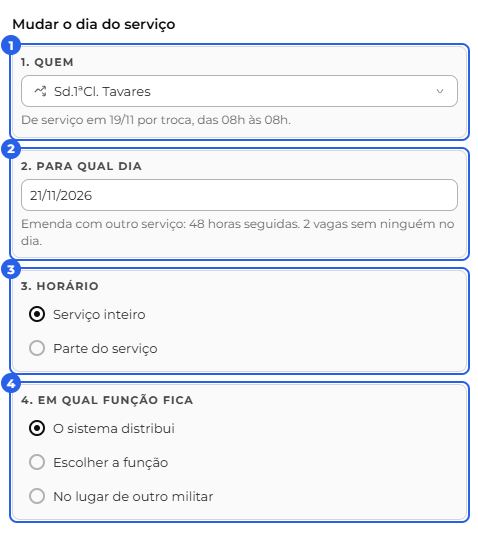 Mudar o dia do serviço
1
1. QUEM
Sd.1ªCl. Tavares
De serviço em 19/11 por troca, das 08h às 08h.
2
2. PARA QUAL DIA
21/11/2026
Emenda com outro serviço: 48 horas seguidas. 2 vagas sem ninguém no
dia.
3
3. HORÁRIO
Serviço inteiro
Parte do serviço
4
4. EM QUAL FUNÇÃO FICA
O sistema distribui
Escolher a função
No lugar de outro militar